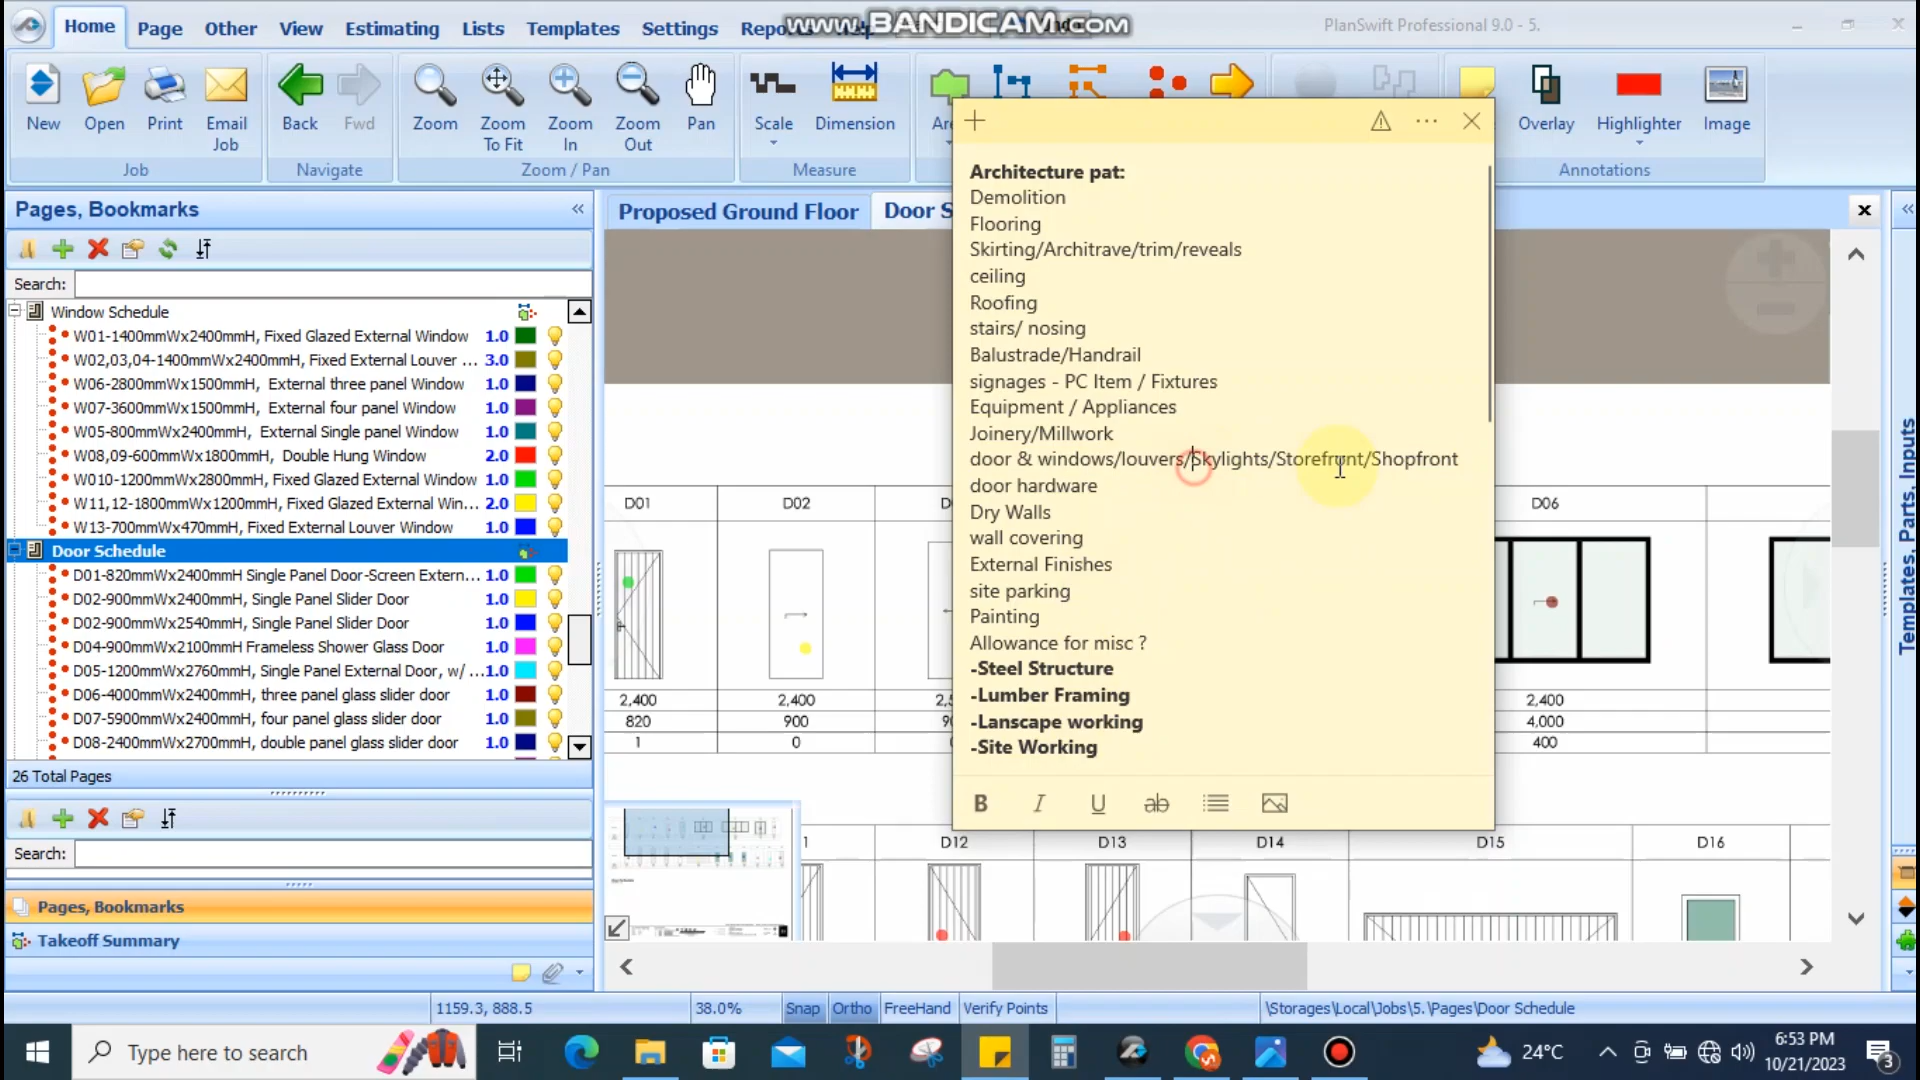 Home Page Other View Estimating Lists Templates Settings
www.BANDICAM.com
PlanSwift Professional 9.0 - 5.
New
Open
Print
Email
Job
Back
Fwd
Zoom
Zoom
To Fit
Zoom
In
Zoom
Out
Pan
Scale
Dimension
Overlay
Highlighter
Image
Job
Navigate
Zoom / Pan
Measure
Annotations
Pages, Bookmarks
Search:
Window Schedule
W01-1400mmWx2400mmH, Fixed Glazed External Window 1.0
W02,03,04-1400mmWx2400mmH, Fixed External Louver ... 3.0
W06-2800mmWx1500mmH, External three panel Window 1.0
W07-3600mmWx1500mmH, External four panel Window 1.0
W05-800mmWx2400mmH, External Single panel Window 1.0
W08,09-600mmWx1800mmH, Double Hung Window 2.0
W010-1200mmWx2800mmH, Fixed Glazed External Window 1.0
W11,12-1800mmWx1200mmH, Fixed Glazed External Win... 2.0
W13-700mmWx470mmH, Fixed External Louver Window 1.0
Door Schedule
D01-820mmWx2400mmH Single Panel Door-Screen Extern... 1.0
D02-900mmWx2400mmH, Single Panel Slider Door 1.0
D02-900mmWx2540mmH, Single Panel Slider Door 1.0
D04-900mmWx2100mmH Frameless Shower Glass Door 1.0
D05-1200mmWx2760mmH, Single Panel External Door, w/ ... 1.0
D06-4000mmWx2400mmH, three panel glass slider door 1.0
D07-5900mmWx2400mmH, four panel glass slider door 1.0
D08-2400mmWx2700mmH, double panel glass slider door 1.0
26 Total Pages
Search:
Pages, Bookmarks
Takeoff Summary
Proposed Ground Floor
Door S
Architecture pat:
Demolition
Flooring
Skirting/Architrave/trim/reveals
ceiling
Roofing
stairs/ nosing
Balustrade/Handrail
signages - PC Item / Fixtures
Equipment / Appliances
Joinery/Millwork
door & windows/louvers/Skylights/Storefront/Shopfront
door hardware
Dry Walls
wall covering
External Finishes
site parking
Painting
Allowance for misc ?
-Steel Structure
-Lumber Framing
-Lanscape working
-Site Working
B I U ab
D01 D02 D06
2,400 2,400 2,400
820 900 4,000
1 0 400
D12 D13 D14 D15 D16
Templates, Parts, Inputs
1159.3, 888.5
38.0%
Snap
Ortho
FreeHand
Verify Points
\Storages\Local\Jobs\5.\Pages\Door Schedule
Type here to search
24°C
6:53 PM
10/21/2023
3